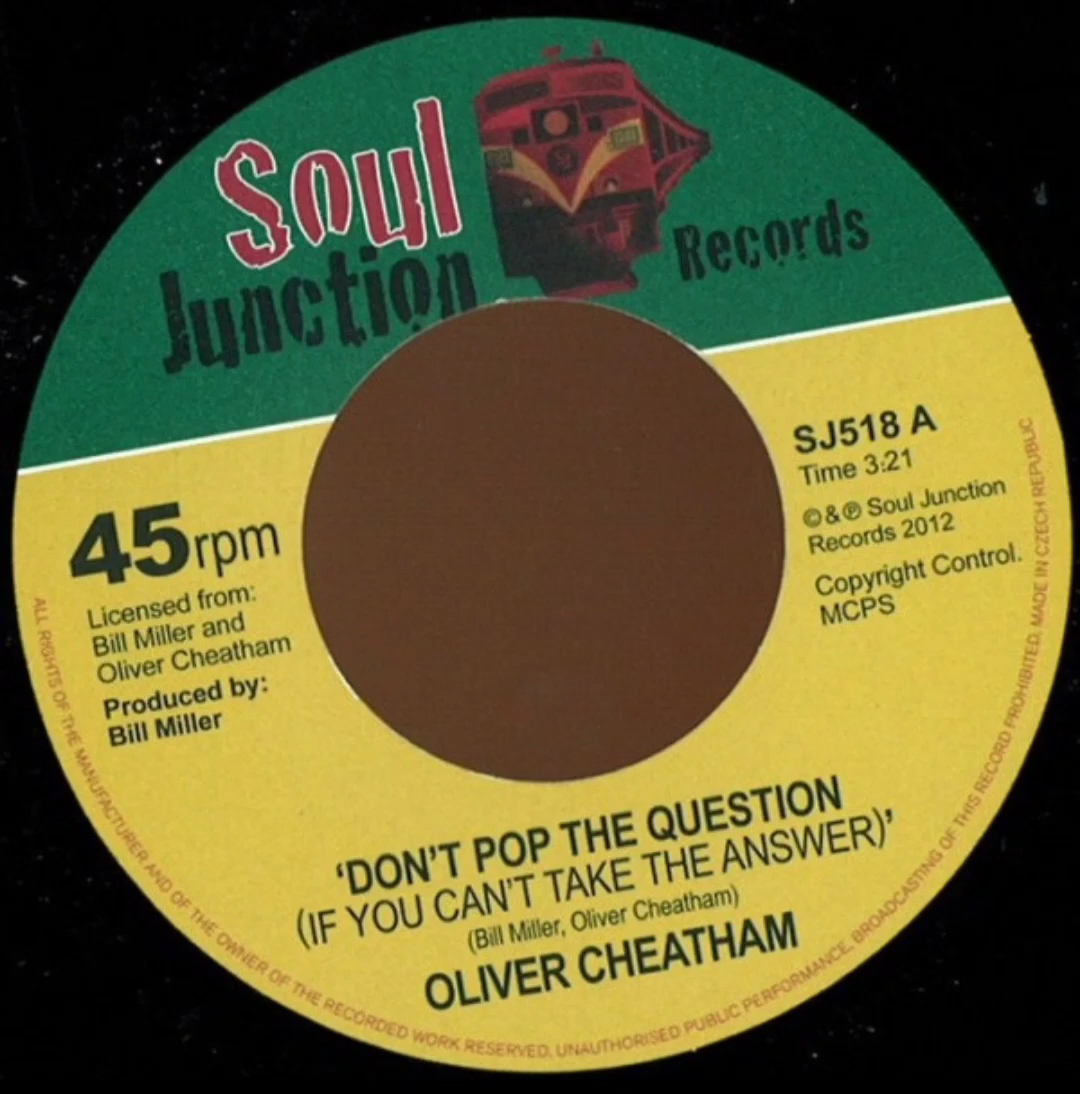 Soul
Junction
Records
45rpm
Licensed from:
Bill Miller and
Oliver Cheatham
Produced by:
Bill Miller
SJ518 A
Time 3:21
©&℗ Soul Junction
Records 2012
Copyright Control.
MCPS
'DON'T POP THE QUESTION
(IF YOU CAN'T TAKE THE ANSWER)'
(Bill Miller, Oliver Cheatham)
OLIVER CHEATHAM
ALL RIGHTS OF THE MANUFACTURER AND OF THE OWNER OF THE RECORDED WORK RESERVED. UNAUTHORISED PUBLIC PERFORMANCE, BROADCASTING OF THIS RECORD PROHIBITED. MADE IN CZECH REPUBLIC